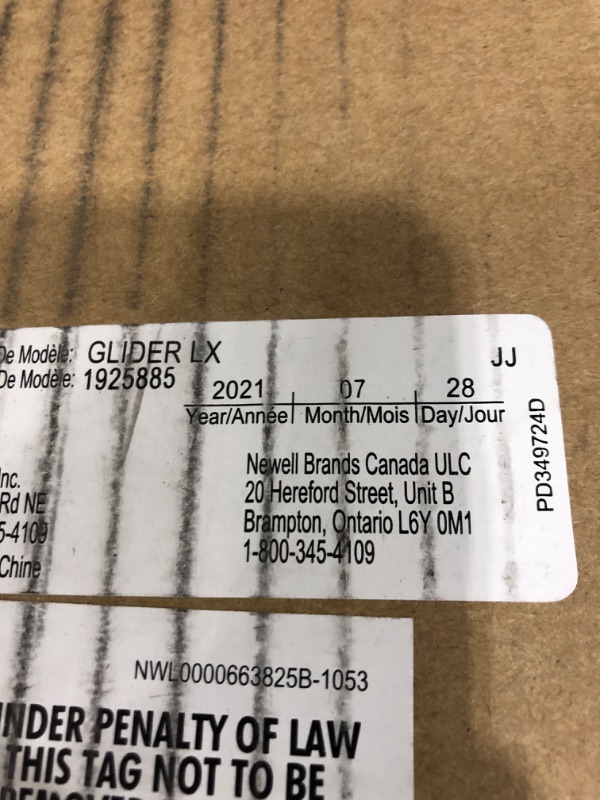 De Modèle: GLIDER LX
JJ
De Modèle: 1925885
2021 07 28
Year/Année Month/Mois Day/Jour
PD349724D
Inc.
Rd NE
5-4109
Chine
Newell Brands Canada ULC
20 Hereford Street, Unit B
Brampton, Ontario L6Y 0M1
1-800-345-4109
NWL0000663825B-1053
UNDER PENALTY OF LAW
THIS TAG NOT TO BE